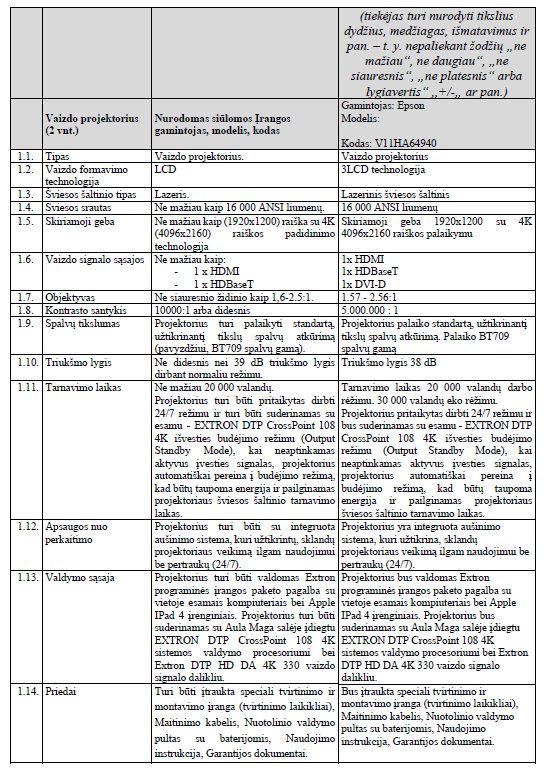 (tiekėjas turi nurodyti tikslius
dydžius, medžiagas, išmatavimus ir
pan. – t. y. nepaliekant žodžių „ne
mažiau“, ne daugiau“, „ne
siauresnis“, „ne platesnis“ arba
lygiavertis“ „+/-„ ar pan.)
Vaizdo projektorius
(2 vnt.)
Nurodomas siūlomos Įrangos
gamintojas, modelis, kodas
Gamintojas: Epson
Modelis:
Kodas: V11HA64940
1.1. Tipas Vaizdo projektorius. Vaizdo projektorius
1.2. Vaizdo formavimo
technologija
LCD
3LCD technologija
1.3. Šviesos šaltinio tipas Lazeris. Lazerinis šviesos šaltinis
1.4. Šviesos srautas Ne mažiau kaip 16 000 ANSI liumenų. 16 000 ANSI liumenų
1.5. Skiriamoji geba
Ne mažiau kaip (1920x1200) raiška su 4K
(4096x2160) raiškos padidinimo
technologija
Skiriamoji geba 1920x1200 su 4K
4096x2160 raiškos palaikymu
1.6. Vaizdo signalo sąsajos
Ne mažiau kaip:
- 1 x HDMI
- 1 x HDBaseT
1x HDMI
1x HDBaseT
1x DVI-D
1.7. Objektyvas Ne siauresnio židinio kaip 1,6-2.5:1. 1.57 - 2.56:1
1.8. Kontrasto santykis 10000:1 arba didesnis 5.000.000 : 1
1.9. Spalvų tikslumas
Projektorius turi palaikyti standartą,
užtikrinantį tikslų spalvų atkūrimą
(pavyzdžiui, BT709 spalvų gamą).
Projektorius palaiko standartą, užtikrinantį
tikslų spalvų atkūrimą. Palaiko BT709
spalvų gamą
1.10. Triukšmo lygis
Ne didesnis nei 39 dB triukšmo lygis
dirbant normaliu režimu.
Triukšmo lygis 38 dB
1.11. Tarnavimo laikas
Ne mažiau 20 000 valandų.
Projektorius turi būti pritaikytas dirbti
24/7 režimu ir turi būti suderinamas su
esamu - EXTRON DTP CrossPoint 108
4K išvesties budėjimo režimu (Output
Standby Mode), kai neaptinkamas
aktyvus įvesties signalas, projektorius
automatiškai pereina į budėjimo režimą,
kad būtų taupoma energija ir pailginamas
projektoriaus šviesos šaltinio tarnavimo
laikas.
Tarnavimo laikas 20 000 valandų darbo
rėžimu. 30 000 valandų eko rėžimu.
Projektorius pritaikytas dirbti 24/7 režimu ir
bus suderinamas su esamu - EXTRON DTP
CrossPoint 108 4K išvesties budėjimo
režimu (Output Standby Mode), kai
neaptinkamas aktyvus įvesties signalas,
projektorius automatiškai pereina į
budėjimo režimą, kad būtų taupoma
energija ir pailginamas projektoriaus
šviesos šaltinio tarnavimo laikas.
1.12. Apsaugos nuo
perkaitimo
Projektorius turi būti su integruota
aušinimo sistema, kuri užtikrintų, sklandų
projektoriaus veikimą ilgam naudojimui
be pertraukų (24/7).
Projektorius yra integruota aušinimo
sistema, kuri užtikrina, sklandų
projektoriaus veikimą ilgam naudojimui be
pertraukų (24/7).
1.13. Valdymo sąsaja
Projektorius turi būti valdomas Extron
programinės įrangos paketo pagalba su
vietoje esamais kompiuteriais bei Apple
IPad 4 įrenginiais. Projektorius turi būti
suderinamas su Aula Maga salėje įdiegtu
EXTRON DTP CrossPoint 108 4K
sistemos valdymo procesoriumi bei
Extron DTP HD DA 4K 330 vaizdo
signalo dalikliu.
Projektorius bus valdomas Extron
programinės įrangos paketo pagalba su
vietoje esamais kompiuteriais bei Apple
IPad 4 įrenginiais. Projektorius bus
suderinamas su Aula Maga salėje įdiegtu
EXTRON DTP CrossPoint 108 4K
sistemos valdymo procesoriumi bei Extron
DTP HD DA 4K 330 vaizdo signalo
dalikliu.
1.14. Priedai
Turi būti įtraukta speciali tvirtinimo ir
montavimo įranga (tvirtinimo laikikliai),
Maitinimo kabelis, Nuotolinio valdymo
pultas su baterijomis, Naudojimo
instrukcija, Garantijos dokumentai.
Bus įtraukta speciali tvirtinimo ir
montavimo įranga (tvirtinimo laikikliai),
Maitinimo kabelis, Nuotolinio valdymo
pultas su baterijomis, Naudojimo
instrukcija, Garantijos dokumentai.